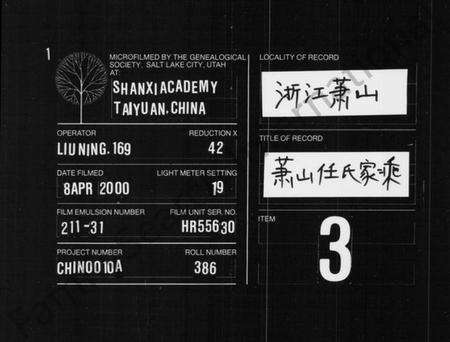 1
MICROFILMED BY THE GENEALOGICAL
SOCIETY, SALT LAKE CITY, UTAH
AT:
SHANXI ACADEMY
TAIYUAN, CHINA
OPERATOR REDUCTION X
LIU NING. 169 42
DATE FILMED LIGHT METER SETTING
8APR 2000 19
FILM EMULSION NUMBER FILM UNIT SER. NO.
211-31 HR55630
PROJECT NUMBER ROLL NUMBER
CHIN0010A 386
LOCALITY OF RECORD
浙江萧山
TITLE OF RECORD
萧山任氏家乘
ITEM
3